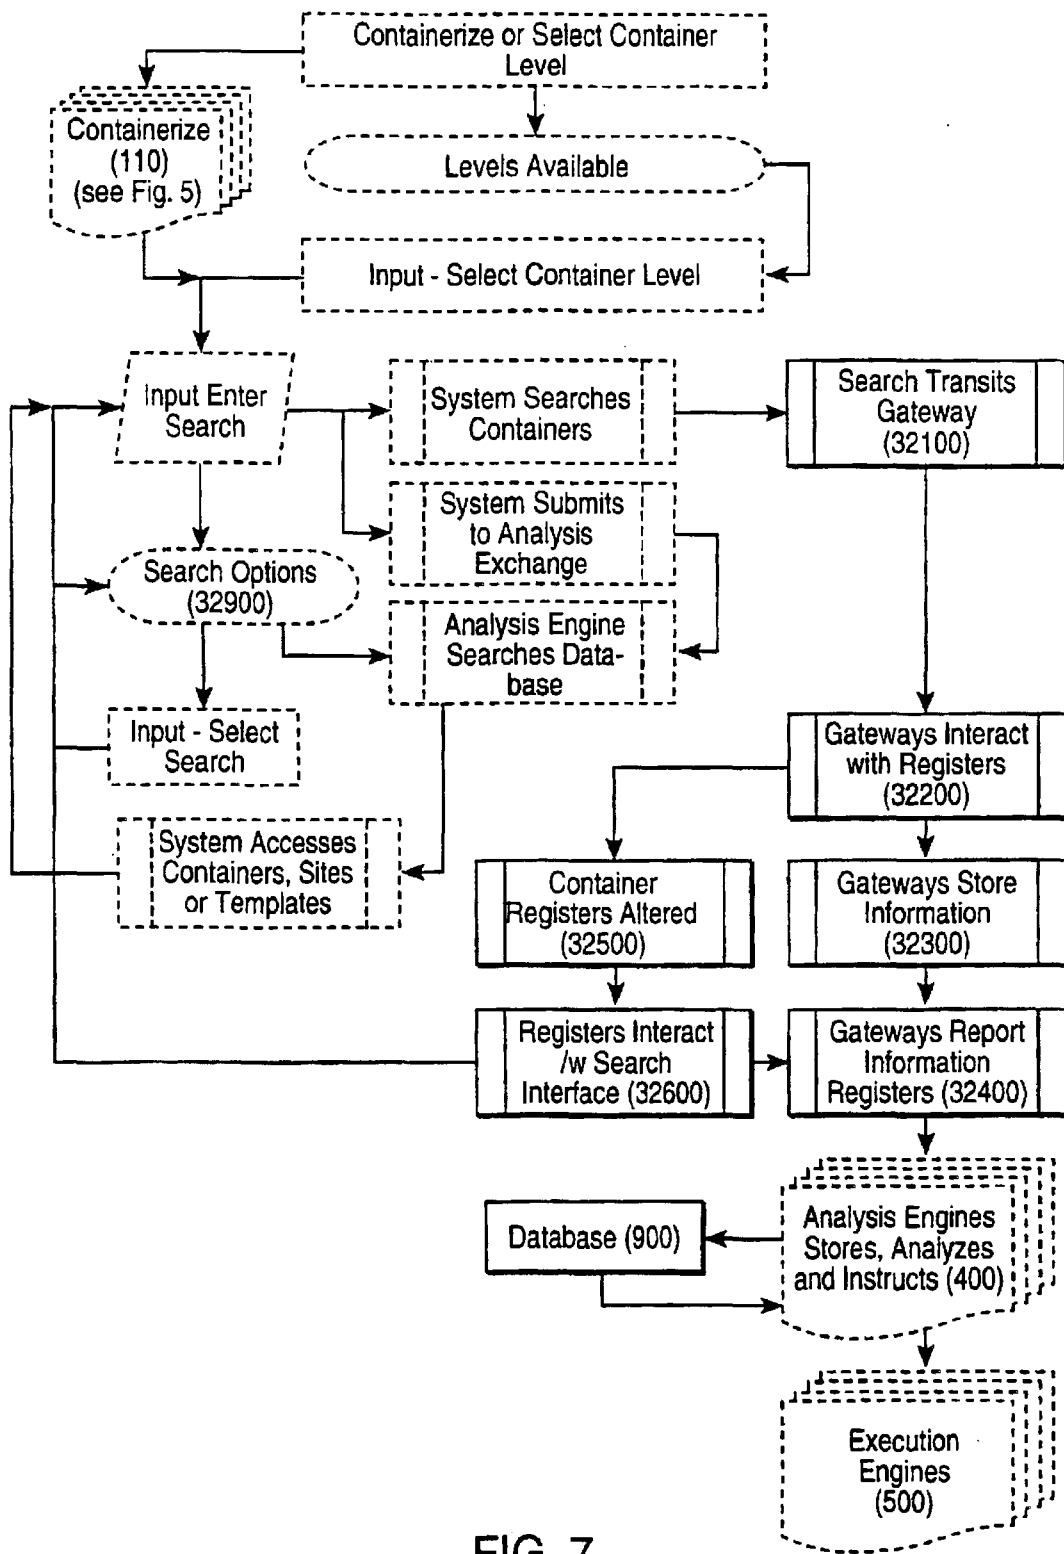 Containerize or Select Container
Level
Containerize
(110)
(see Fig. 5)
Levels Available
Input - Select Container Level
Input Enter
Search
System Searches
Containers
Search Transits
Gateway
(32100)
System Submits
to Analysis
Exchange
Search Options
(32900)
Analysis Engine
Searches Data-
base
Input - Select
Search
Gateways Interact
with Registers
(32200)
System Accesses
Containers, Sites
or Templates
Container
Registers Altered
(32500)
Gateways Store
Information
(32300)
Registers Interact
/w Search
Interface (32600)
Gateways Report
Information
Registers (32400)
Database (900)
Analysis Engines
Stores, Analyzes
and Instructs (400)
Execution
Engines
(500)
FIG. 7